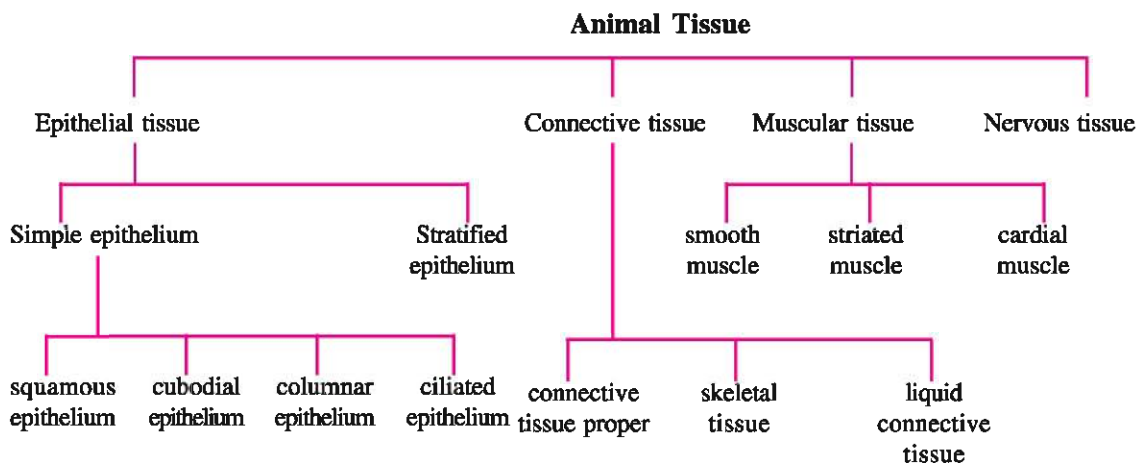 Animal Tissue
Epithelial tissue
Connective tissue
Muscular tissue
Nervous tissue
Simple epithelium
Stratified
epithelium
smooth
muscle
striated
muscle
cardial
muscle
squamous
epithelium
cubodial
epithelium
columnar
epithelium
ciliated
epithelium
connective
tissue proper
skeletal
tissue
liquid
connective
tissue